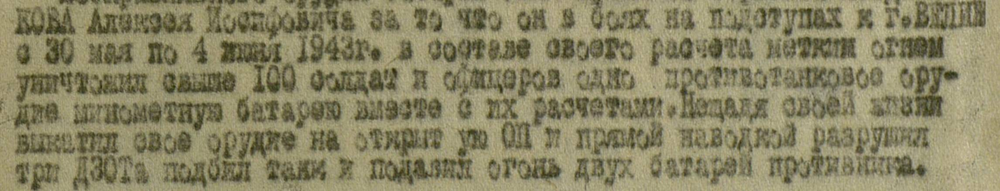 КОВА Алексея Иосифовича за то что он в боях на подступах к г.ВЕЛИЖ
с 30 мая по 4 июня 1943г. в составе своего расчета метким огнем
уничтожил свыше 100 солдат и офицеров одно противотанковое ору-
дие минометную батарею вместе с их расчетами.Нещадя своей жизни
выкатил свое орудие на открыт ую ОП и прямой наводкой разрушил
три ДЗОТа подбил танк и подавил огонь двух батарей противника.